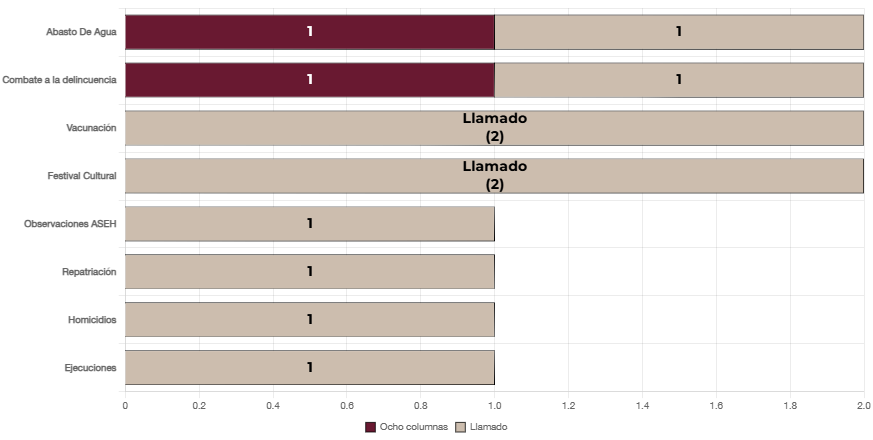 Abasto De Agua
1
1
Combate a la delincuencia
1
1
Vacunación
Llamado
(2)
Festival Cultural
Llamado
(2)
Observaciones ASEH
1
Repatriación
1
Homicidios
1
Ejecuciones
1
0 0.2 0.4 0.6 0.8 1.0 1.2 1.4 1.6 1.8 2.0
Ocho columnas Llamado